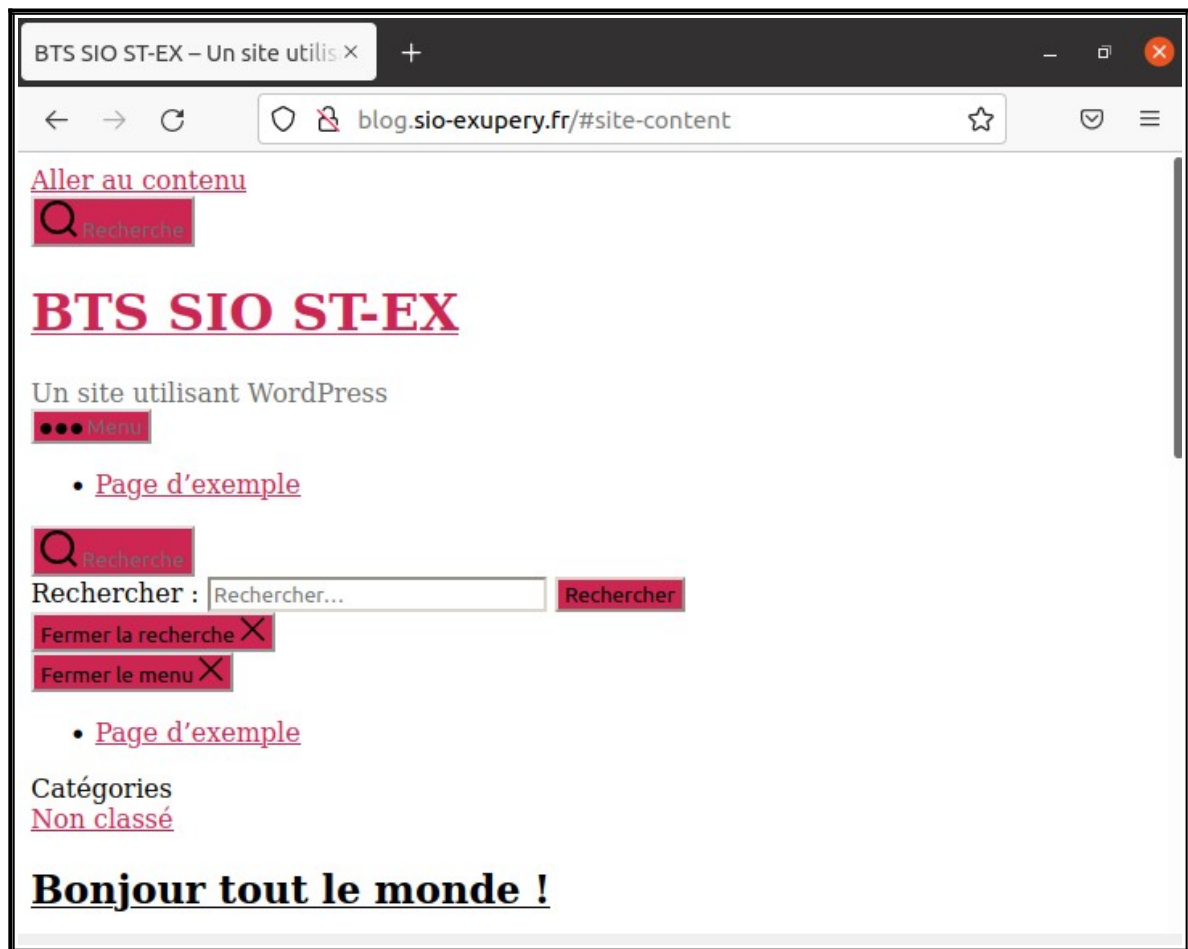 BTS SIO ST-EX – Un site utilis
blog.sio-exupery.fr/#site-content
Aller au contenu
Recherche
BTS SIO ST-EX
Un site utilisant WordPress
Menu
• Page d’exemple
Recherche
Rechercher : Rechercher... Rechercher
Fermer la recherche
Fermer le menu
• Page d’exemple
Catégories
Non classé
Bonjour tout le monde !